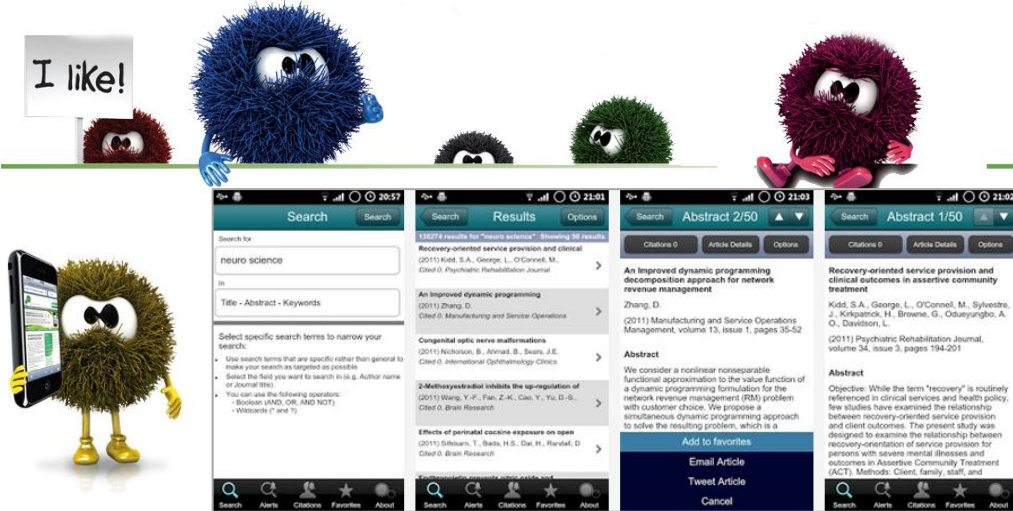 I like!
20:57
Search
Search
Search for
neuro science
In
Title - Abstract - Keywords
Select specific search terms to narrow your
search:
Use search terms that are specific rather than general to
make your search as targeted as possible
Select the field you want to search in (e.g. Author name
or Journal title)
You can use the following operators:
- Boolean (AND, OR, AND NOT)
- Wildcards (* and ?)
Search Alerts Citations Favorites About
21:01
Search Results Options
135274 results for "neuro science" Showing 50 results
Recovery-oriented service provision and clinical
(2011) Kidd, S.A., George, L., O'Connell, M.,
Cited 0. Psychiatric Rehabilitation Journal
An Improved dynamic programming
(2011) Zhang, D.
Cited 0. Manufacturing and Service Operations
Congenital optic nerve malformations
(2011) Nicholson, B., Ahmad, B., Sears, J.E.
Cited 0. International Ophthalmology Clinics
2-Methoxyestradiol inhibits the up-regulation of
(2011) Wang, Y.-F., Fan, Z.-K., Cao, Y., Yu, D.-S.,
Cited 0. Brain Research
Effects of perinatal cocaine exposure on open
(2011) Sithisarn, T., Bada, H.S., Dai, H., Randall, D
Cited 0. Brain Research
Search Alerts Citations Favorites About
21:03
Search Abstract 2/50
Citations 0 Article Details Options
An Improved dynamic programming
decomposition approach for network
revenue management
Zhang, D.
(2011) Manufacturing and Service Operations
Management, volume 13, issue 1, pages 35-52
Abstract
We consider a nonlinear nonseparable
functional approximation to the value function of
a dynamic programming formulation for the
network revenue management (RM) problem
with customer choice. We propose a
simultaneous dynamic programming approach
to solve the resulting problem, which is a
Add to favorites
Email Article
Tweet Article
Cancel
21:02
Search Abstract 1/50
Citations 0 Article Details Options
Recovery-oriented service provision and
clinical outcomes in assertive community
treatment
Kidd, S.A., George, L., O'Connell, M., Sylvestre,
J., Kirkpatrick, H., Browne, G., Odueyungbo, A.
O., Davidson, L.
(2011) Psychiatric Rehabilitation Journal,
volume 34, issue 3, pages 194-201
Abstract
Objective: While the term "recovery" is routinely
referenced in clinical services and health policy,
few studies have examined the relationship
between recovery-oriented service provision
and client outcomes. The present study was
designed to examine the relationship between
recovery-orientation of service provision for
persons with severe mental illnesses and
outcomes in Assertive Community Treatment
(ACT). Methods: Client, family, staff, and
Search Alerts Citations Favorites About